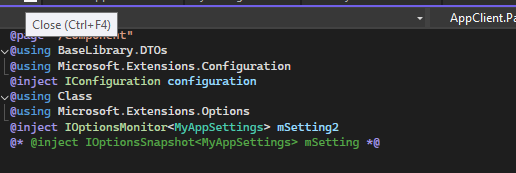 Close (Ctrl+F4)
AppClient.Pa
@page "/component"
@using BaseLibrary.DTOs
@using Microsoft.Extensions.Configuration
@inject IConfiguration configuration
@using Class
@using Microsoft.Extensions.Options
@inject IOptionsMonitor<MyAppSettings> mSetting2
@* @inject IOptionsSnapshot<MyAppSettings> mSetting *@